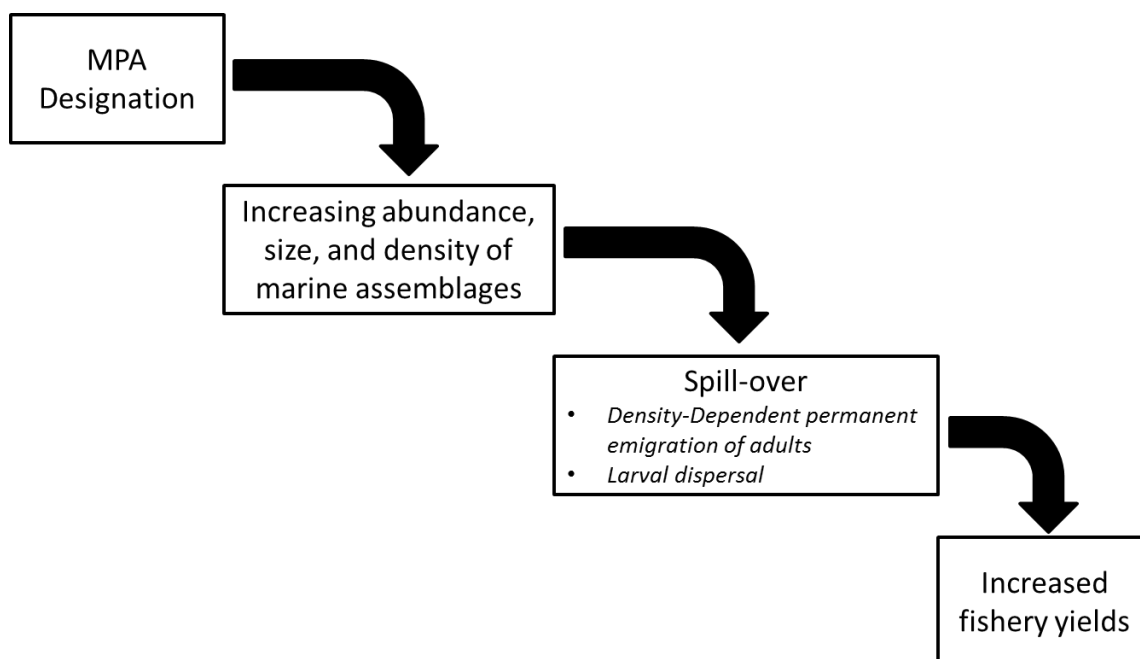 MPA
Designation
Increasing abundance,
size, and density of
marine assemblages
Spill-over
• Density-Dependent permanent
emigration of adults
• Larval dispersal
Increased
fishery yields